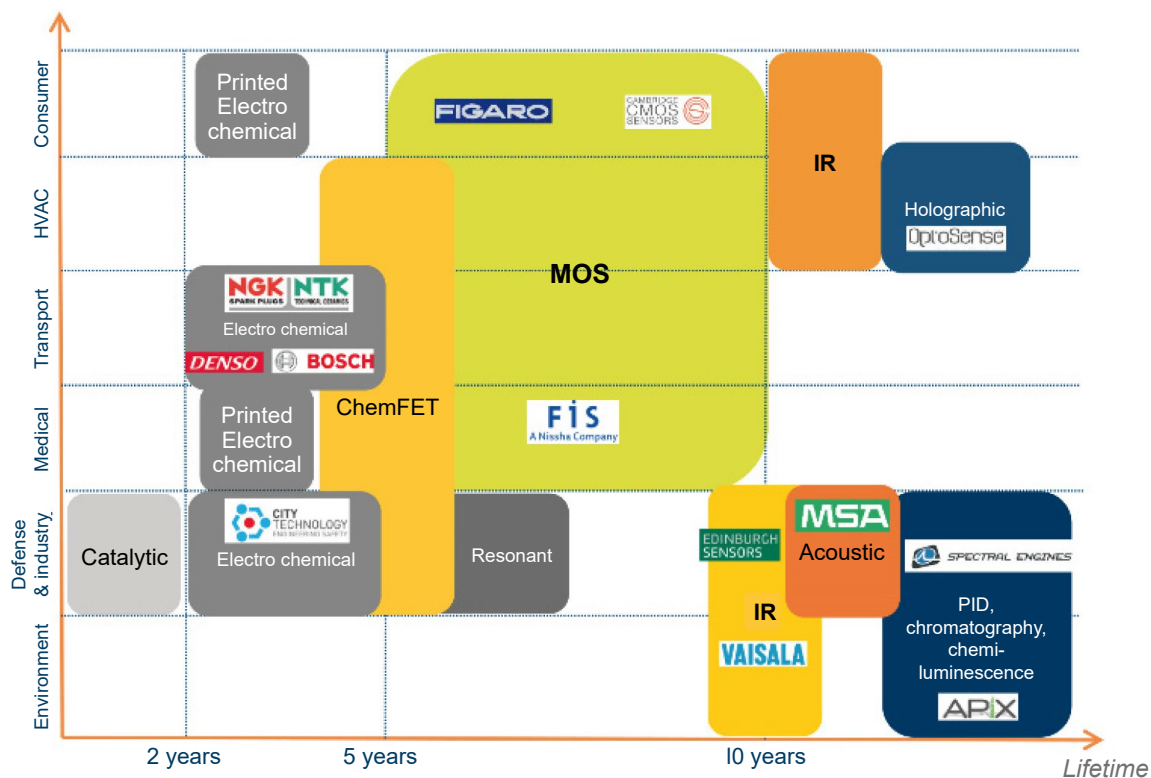 Consumer
HVAC
Transport
Medical
Defense
& industry
Environment
Printed
Electro
chemical
FIGARO
CAMBRIDGE
CMOS
SENSORS
IR
Holographic
OptoSense
MOS
NGK NTK
SPARK PLUGS TECHNICAL CERAMICS
Electro chemical
DENSO BOSCH
ChemFET
Printed
Electro
chemical
FIS
A Nissha Company
Catalytic
CITY
TECHNOLOGY
ENGINEERING SAFETY
Electro chemical
Resonant
EDINBURGH
SENSORS
IR
VAISALA
MSA
Acoustic
SPECTRAL ENGINES
PID,
chromatography,
chemi-
luminescence
APIX
2 years
5 years
I0 years
Lifetime